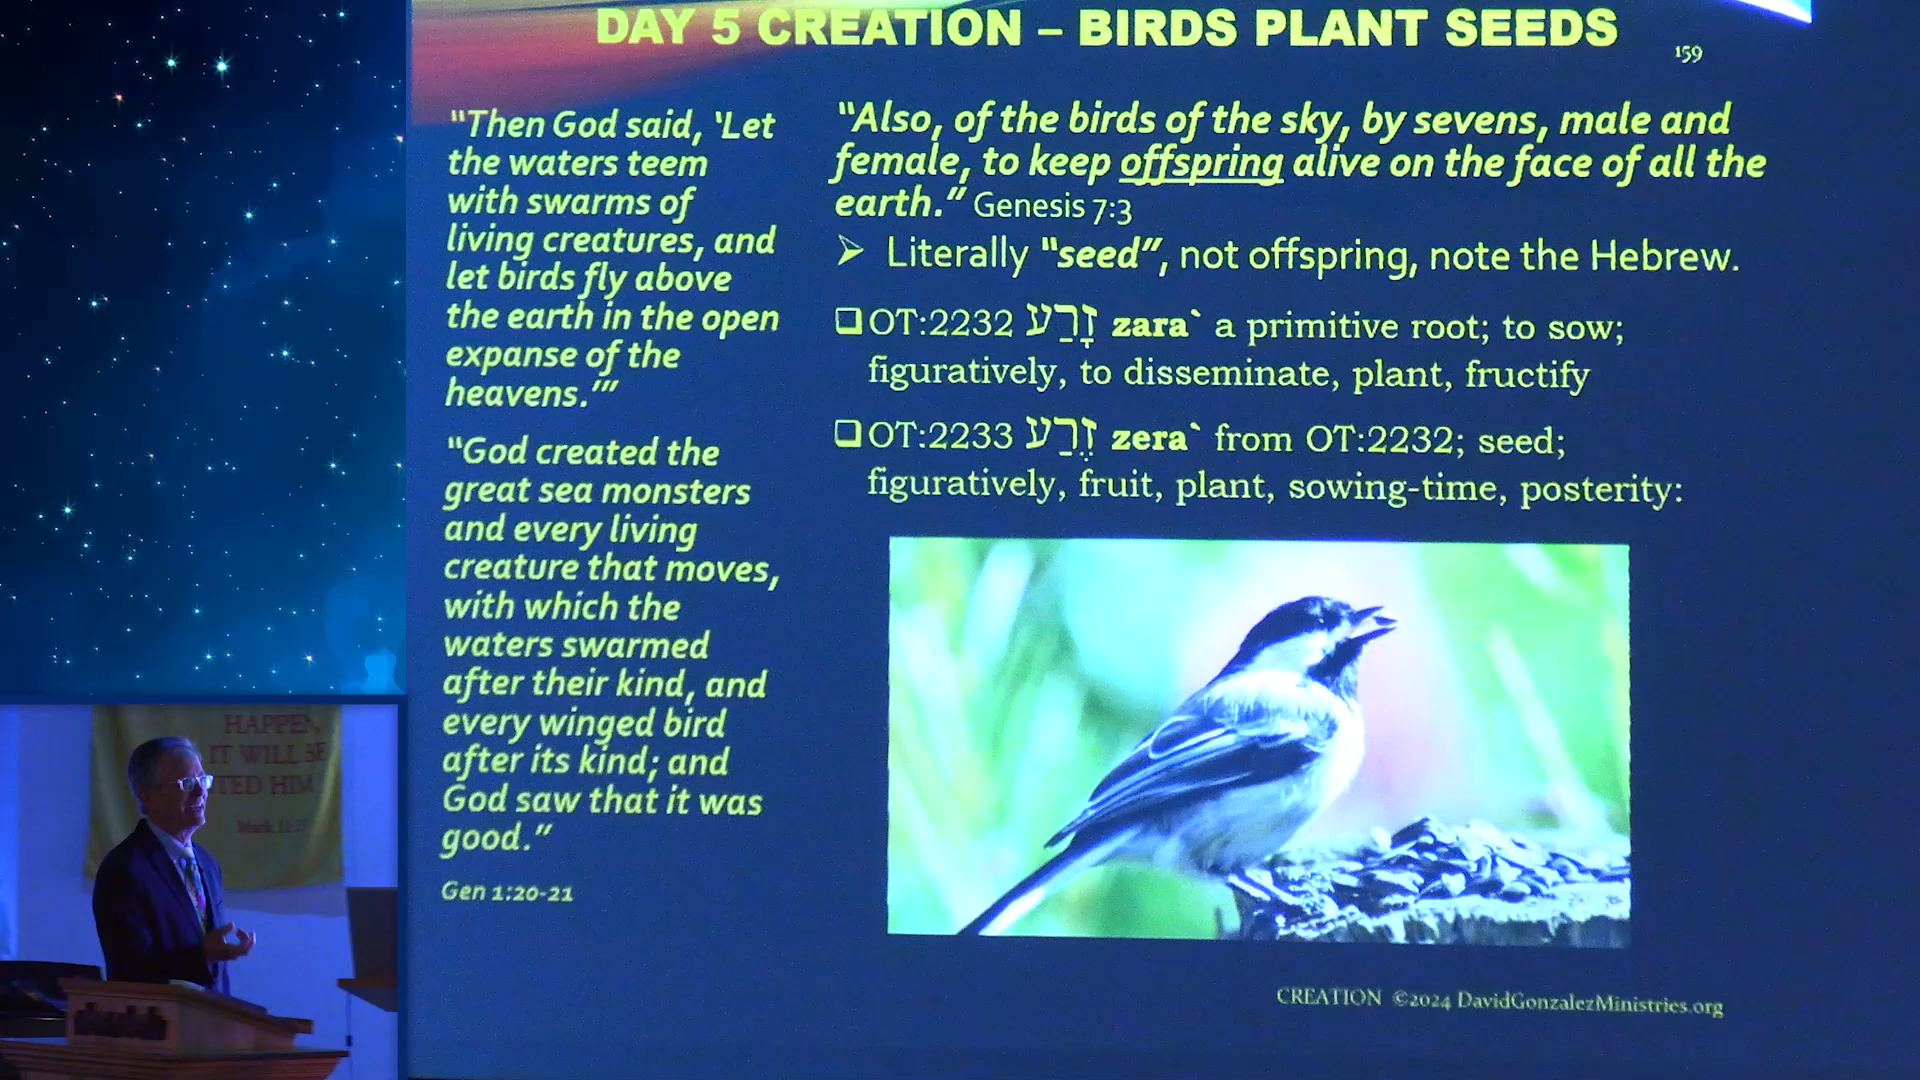 DAY 5 CREATION – BIRDS PLANT SEEDS
159
"Then God said, 'Let
the waters teem
with swarms of
living creatures, and
let birds fly above
the earth in the open
expanse of the
heavens.'"
"God created the
great sea monsters
and every living
creature that moves,
with which the
waters swarmed
after their kind, and
every winged bird
after its kind; and
God saw that it was
good."
Gen 1:20-21
"Also, of the birds of the sky, by sevens, male and
female, to keep offspring alive on the face of all the
earth." Genesis 7:3
➢ Literally "seed", not offspring, note the Hebrew.
❑ OT:2232 זָרַע zara` a primitive root; to sow;
figuratively, to disseminate, plant, fructify
❑ OT:2233 זֶרַע zera` from OT:2232; seed;
figuratively, fruit, plant, sowing-time, posterity:
CREATION ©2024 DavidGonzalezMinistries.org
HAPPEN,
IT WILL BE
TED HIM
Mark 11:23